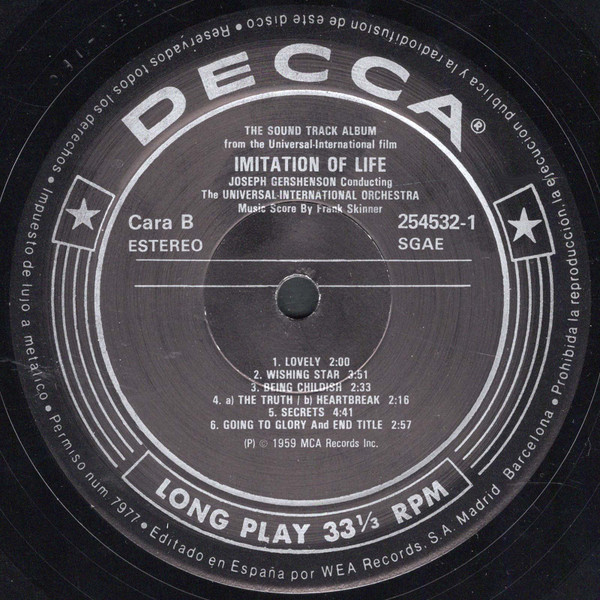 DECCA®
THE SOUND TRACK ALBUM
from the Universal-International film
IMITATION OF LIFE
JOSEPH GERSHENSON Conducting
The UNIVERSAL-INTERNATIONAL ORCHESTRA
Music Score By Frank Skinner
Cara B
ESTEREO
254532-1
SGAE
1. LOVELY 2:00
2. WISHING STAR 3:51
3. BEING CHILDISH 2:33
4. a) THE TRUTH / b) HEARTBREAK 2:16
5. SECRETS 4:41
6. GOING TO GLORY And END TITLE 2:57
(P) © 1959 MCA Records Inc.
LONG PLAY 33⅓ RPM
• Editado en España por WEA Records, S.A. Madrid Barcelona • Prohibida la reproducción, la ejecución pública y la radiodifusión de este disco • Reservados todos los derechos • Impuesto de lujo a metálico • Permiso num 7977